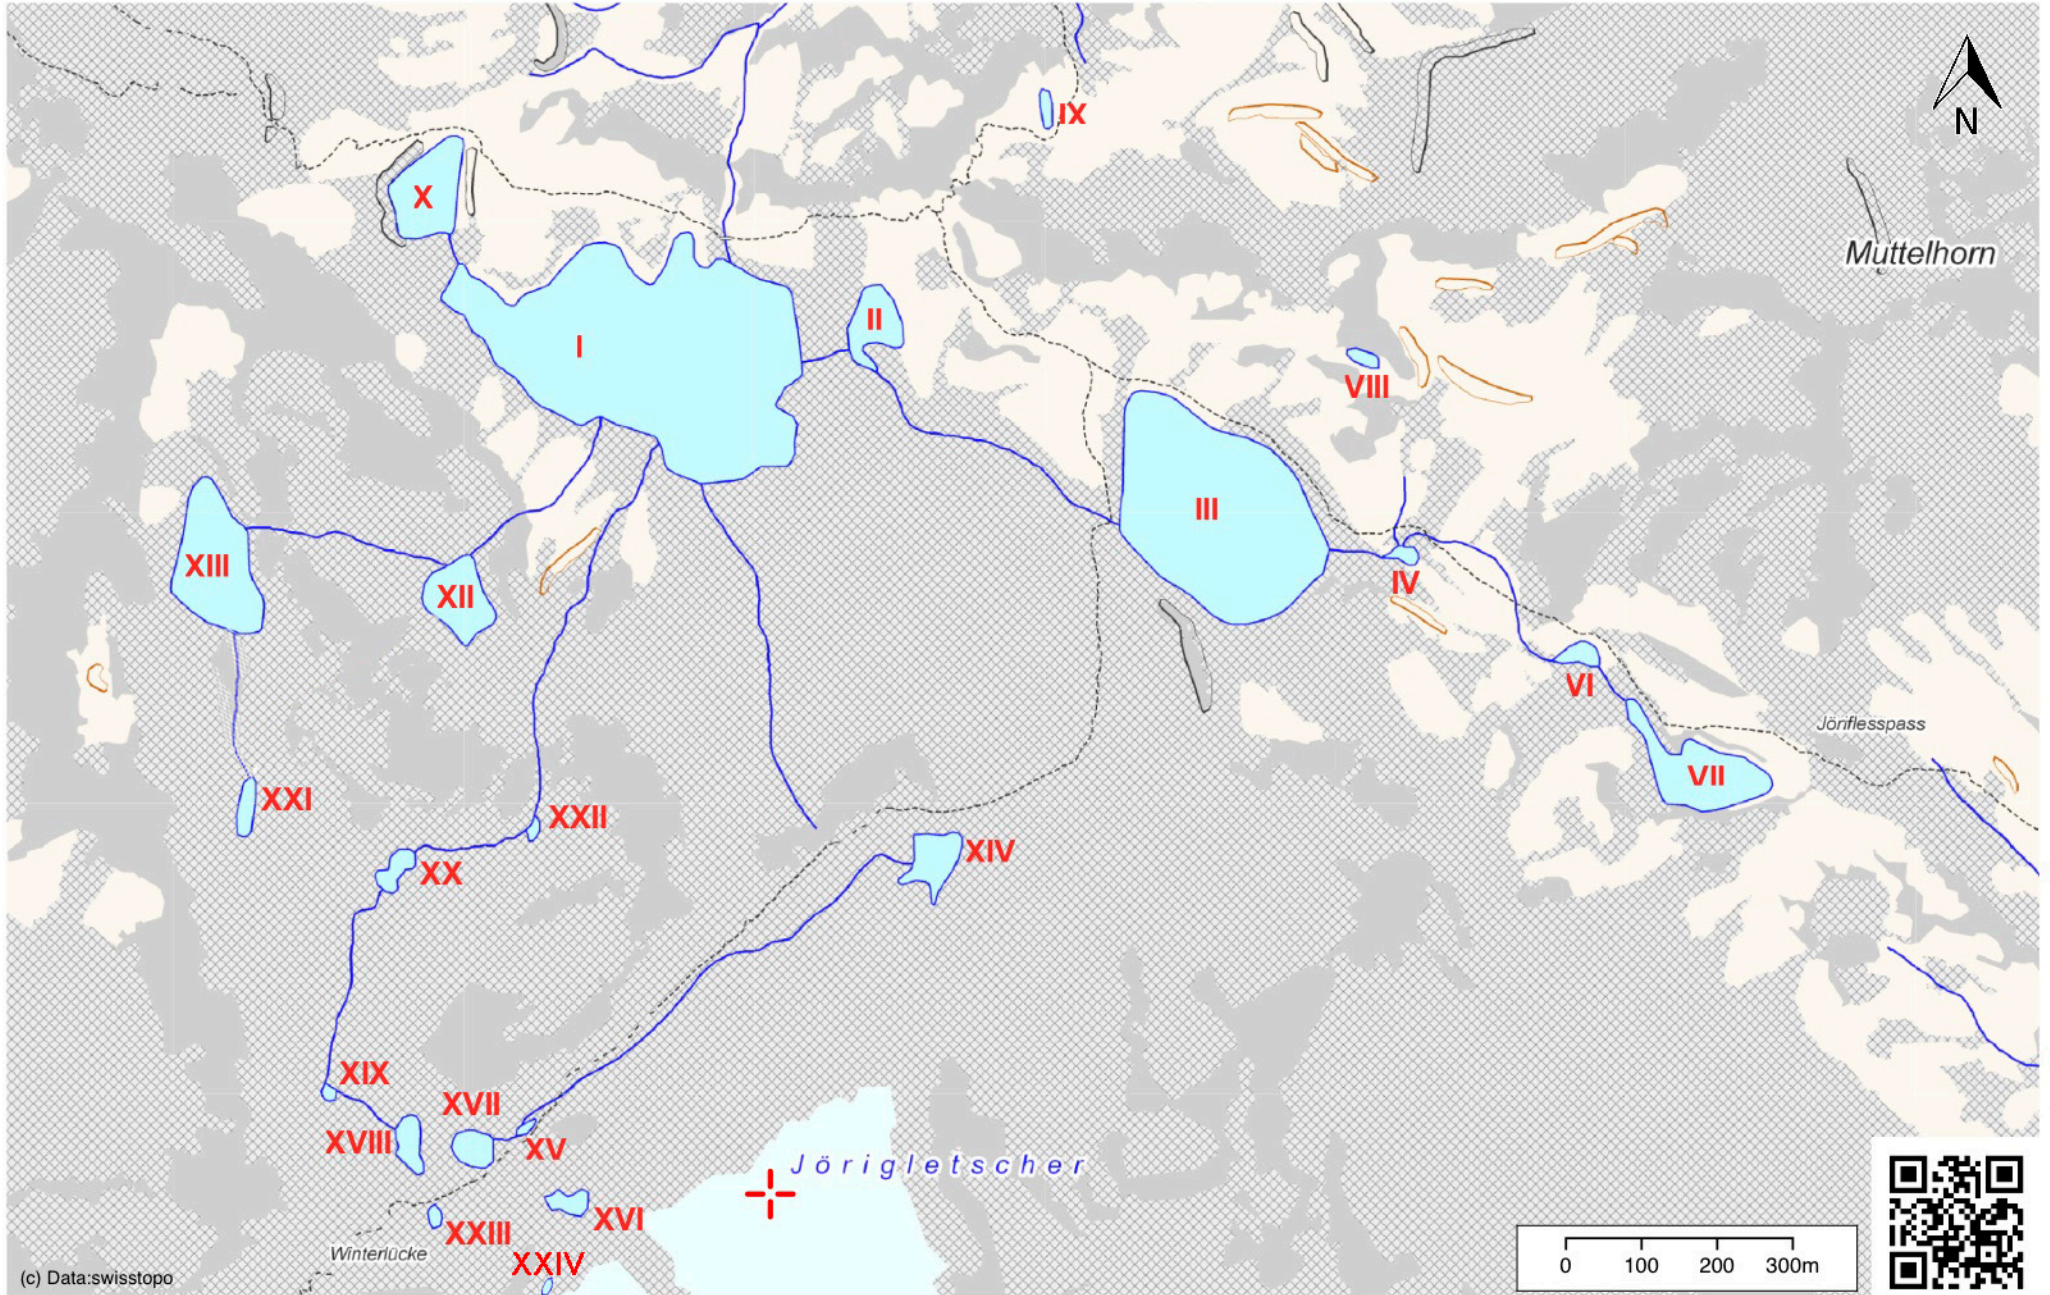 N
IX
X
Muttelhorn
II
I
VIII
III
XIII
IV
XII
VI
Jöriflesspass
VII
XXI
XXII
XIV
XX
XIX
XVII
XVIII
XV
Jörigletscher
XVI
XXIII
Winterlücke
XXIV
0 100 200 300m
(c) Data:swisstopo